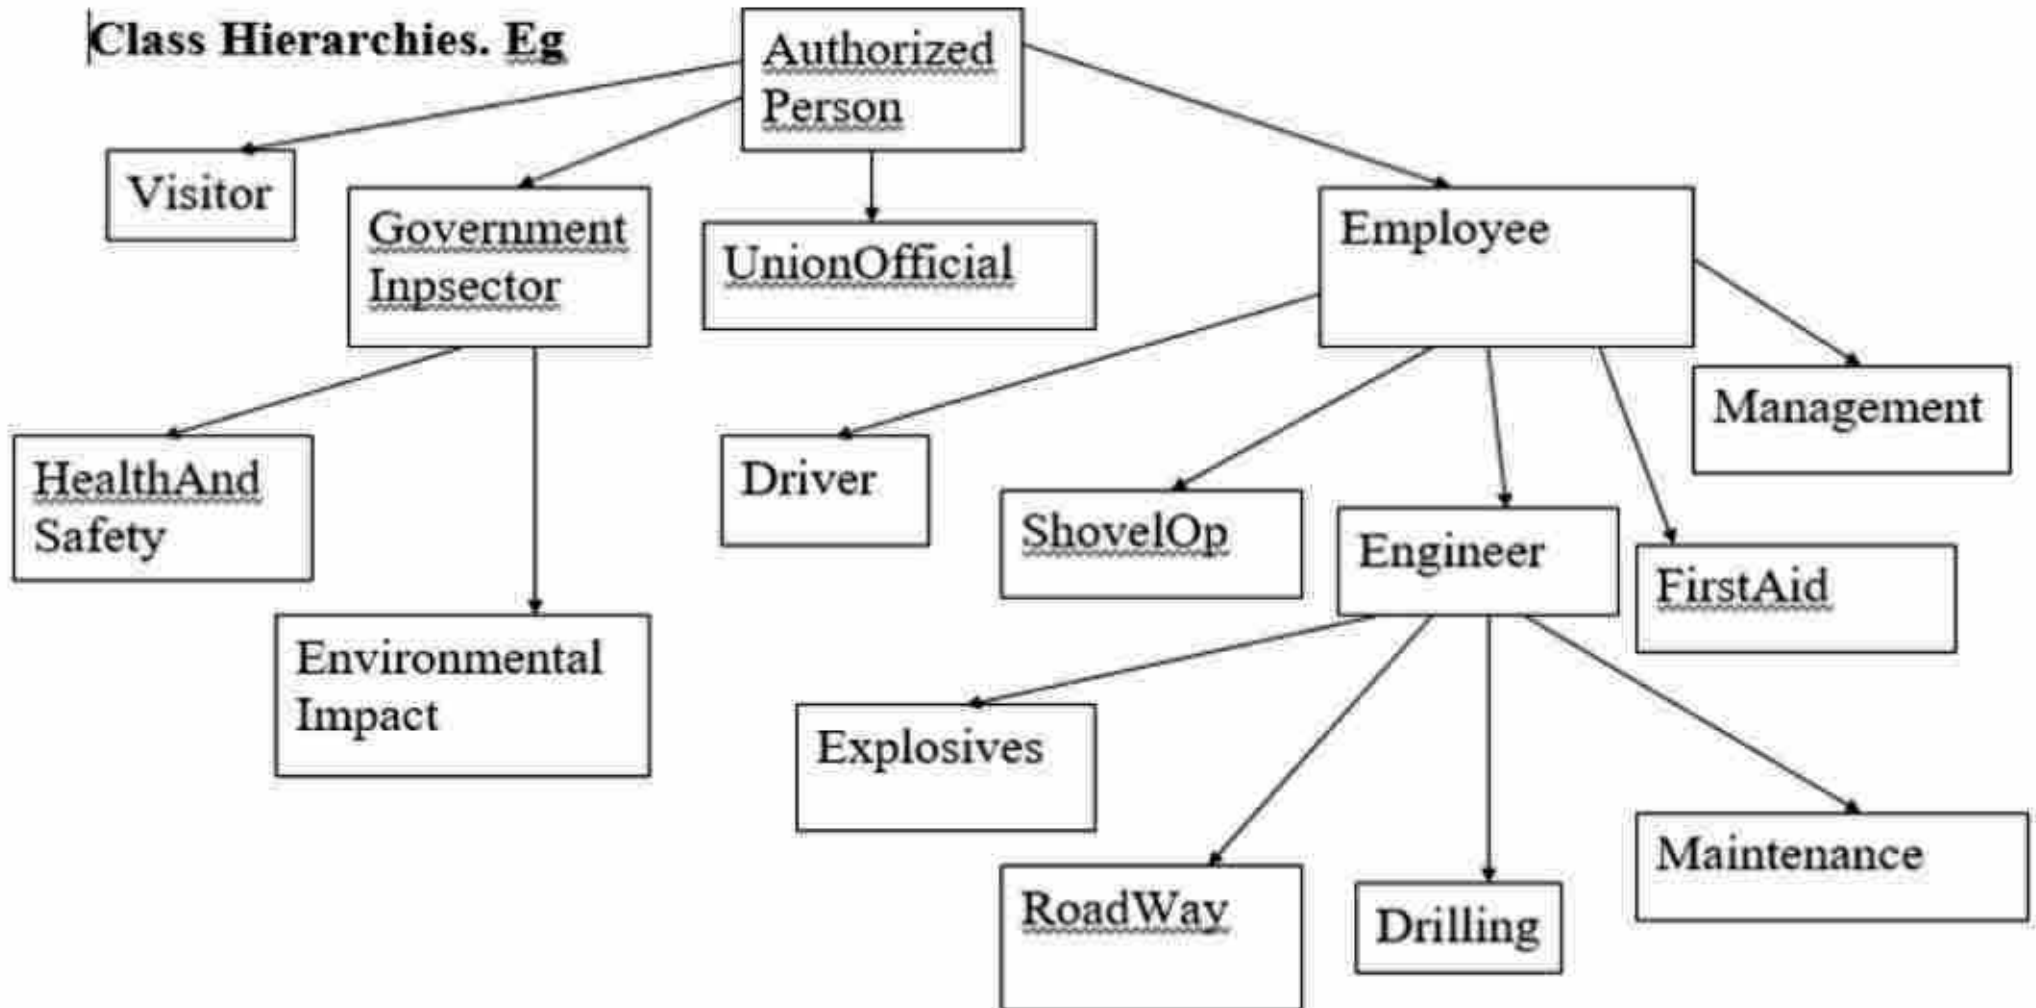 Class Hierarchies. Eg
Authorized
Person
Visitor
Government
Inpsector
UnionOfficial
Employee
Management
HealthAnd
Safety
Driver
ShovelOp
Engineer
FirstAid
Environmental
Impact
Explosives
RoadWay
Drilling
Maintenance